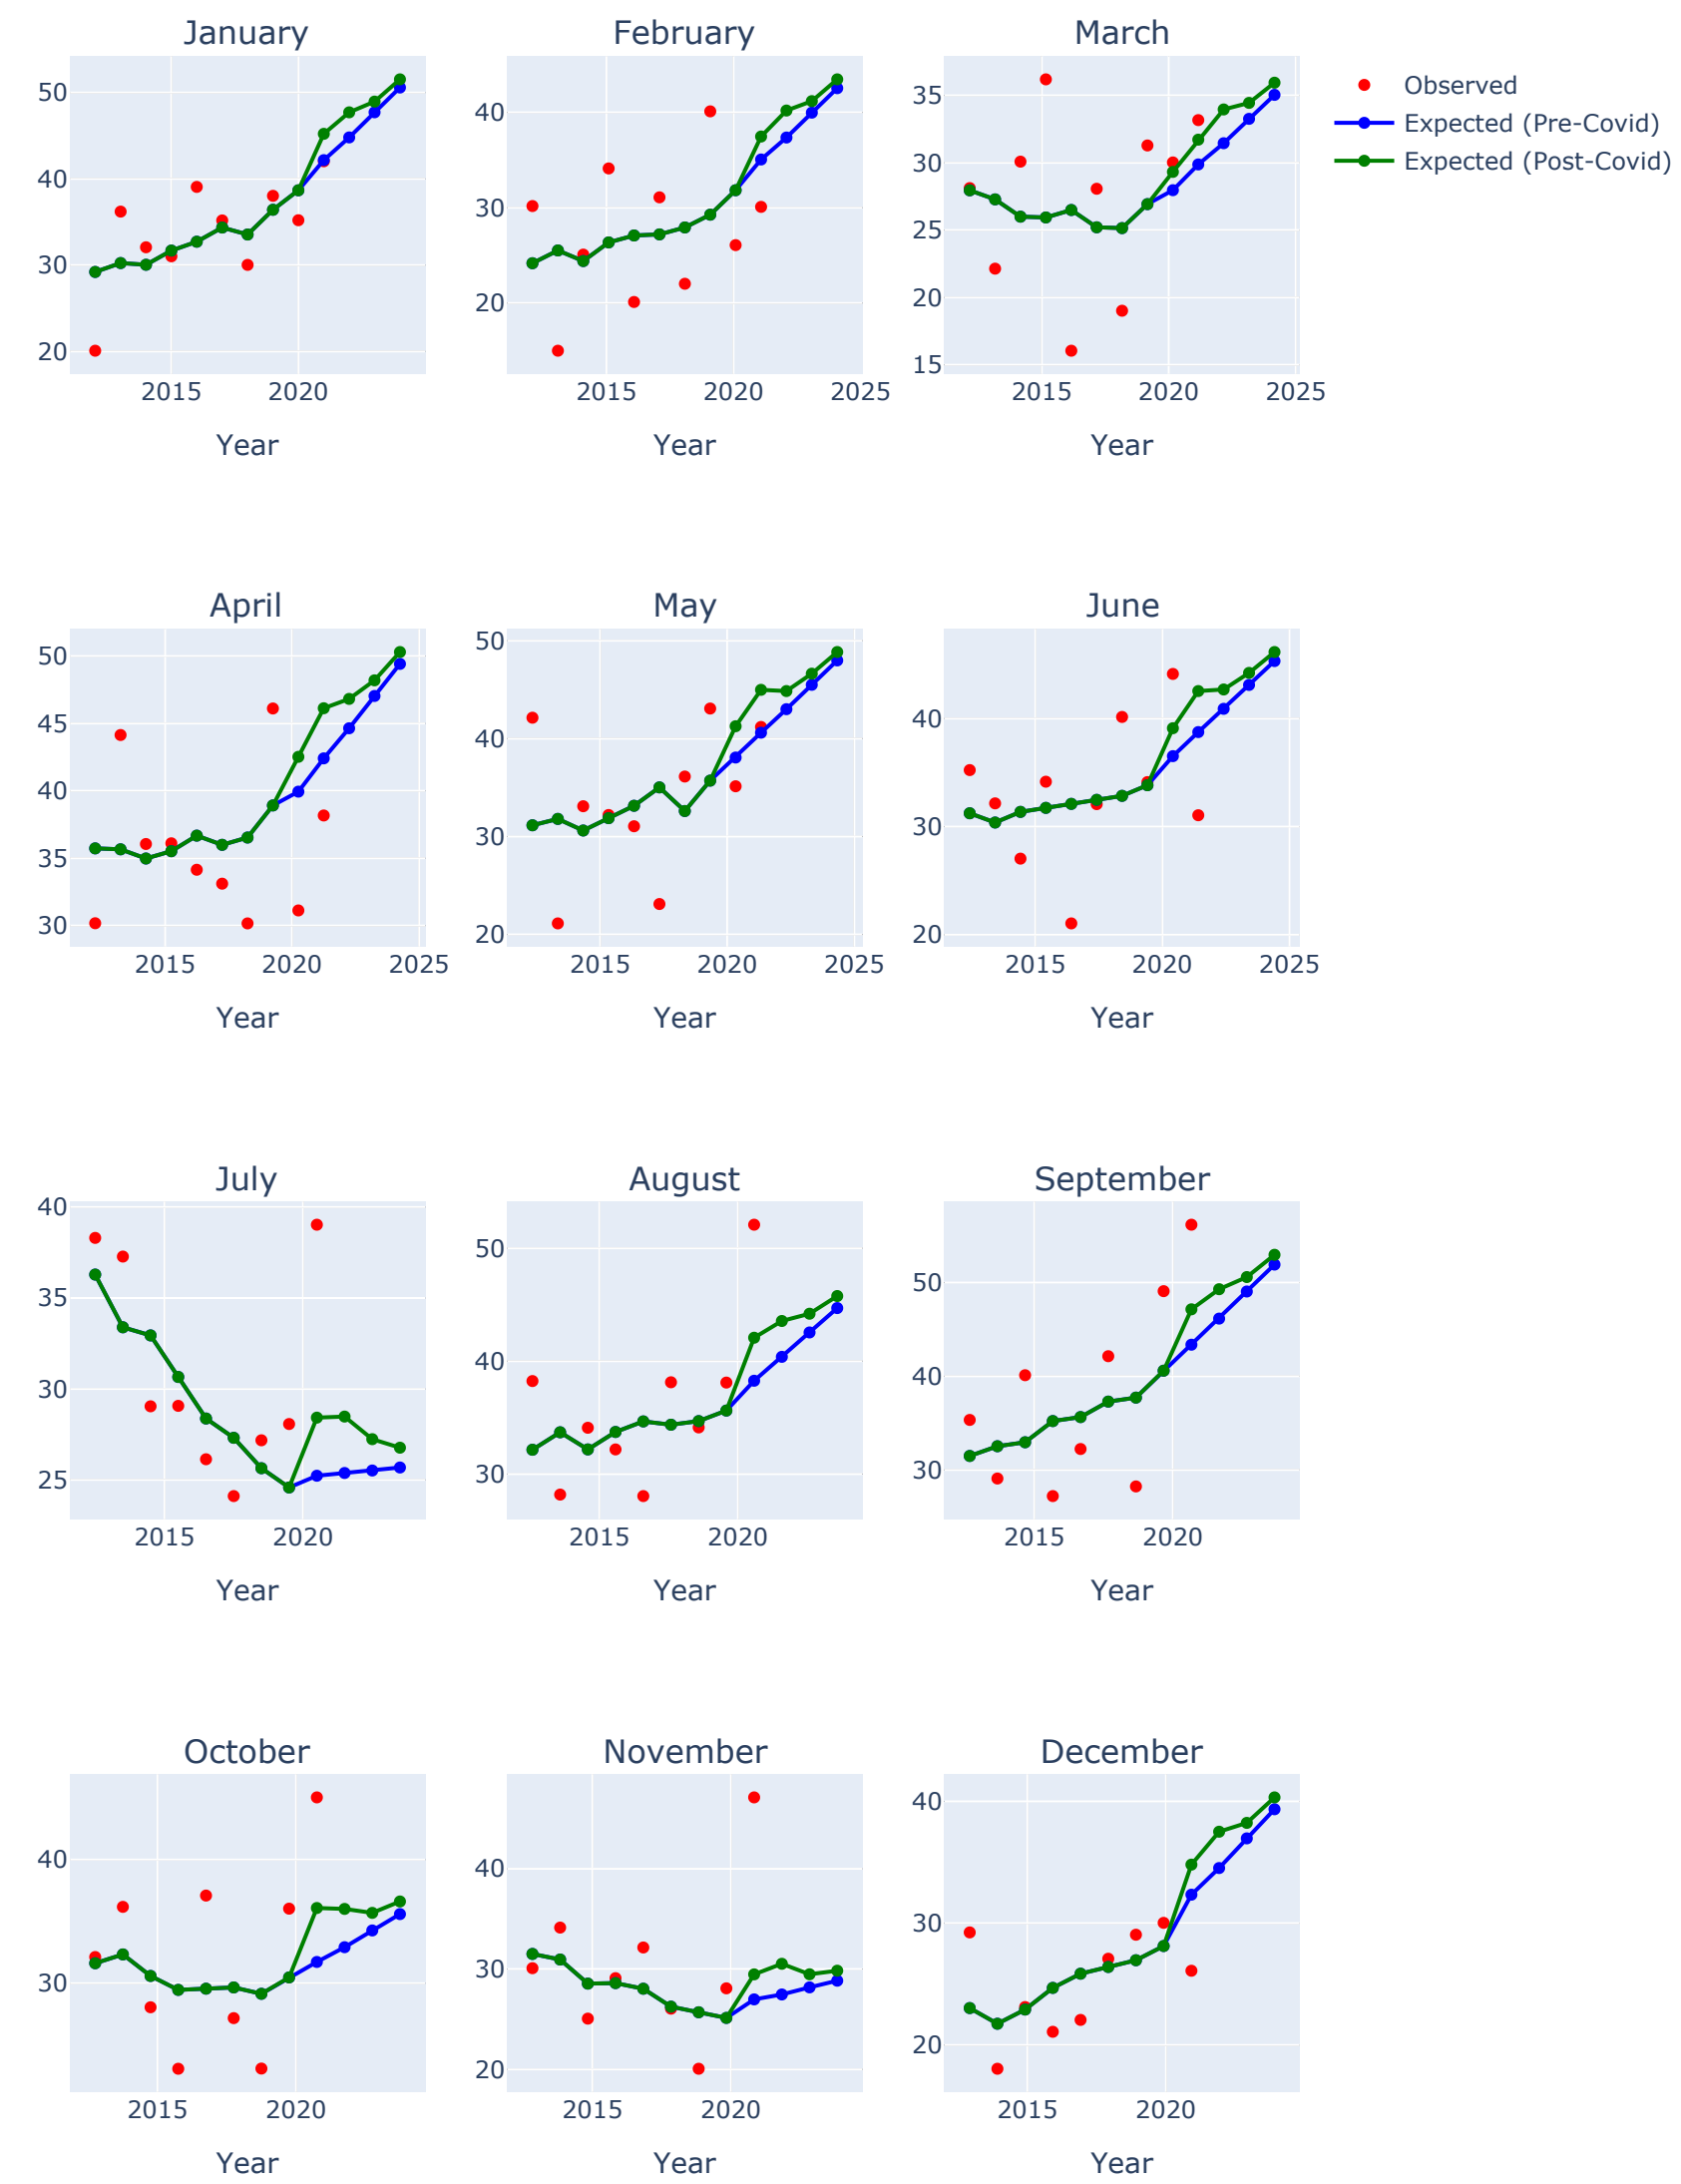 January
February
March
50
40
30
20
2015
2020
Year
40
30
20
2015
2020
2025
Year
35
30
25
20
15
2015
2020
2025
Year
Observed
Expected (Pre-Covid)
Expected (Post-Covid)
April
May
June
50
45
40
35
30
2015
2020
2025
Year
50
40
30
20
2015
2020
2025
Year
40
30
20
2015
2020
2025
Year
July
August
September
40
35
30
25
2015
2020
Year
50
40
30
2015
2020
Year
50
40
30
2015
2020
Year
October
November
December
40
30
2015
2020
Year
40
30
20
2015
2020
Year
40
30
20
2015
2020
Year